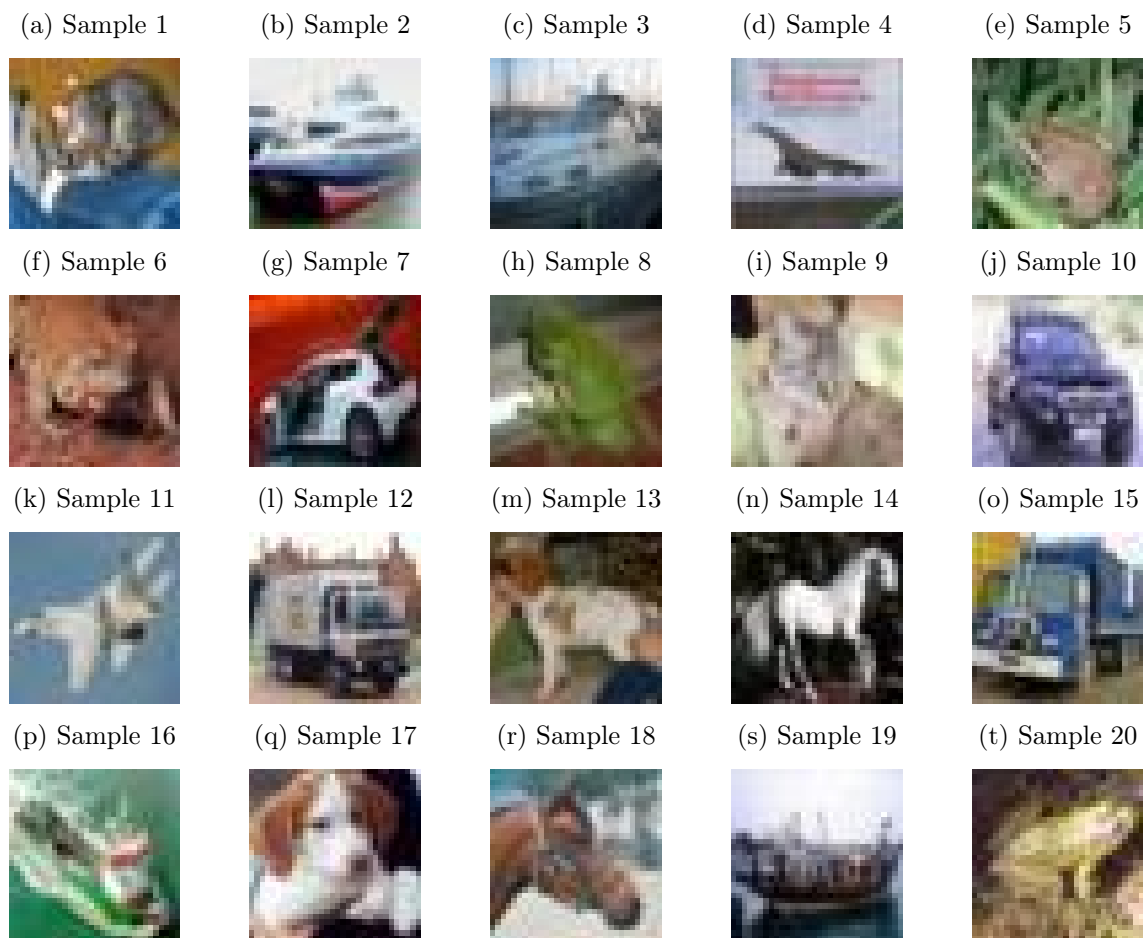 (a) Sample 1 (b) Sample 2 (c) Sample 3 (d) Sample 4 (e) Sample 5
(f) Sample 6 (g) Sample 7 (h) Sample 8 (i) Sample 9 (j) Sample 10
(k) Sample 11 (l) Sample 12 (m) Sample 13 (n) Sample 14 (o) Sample 15
(p) Sample 16 (q) Sample 17 (r) Sample 18 (s) Sample 19 (t) Sample 20